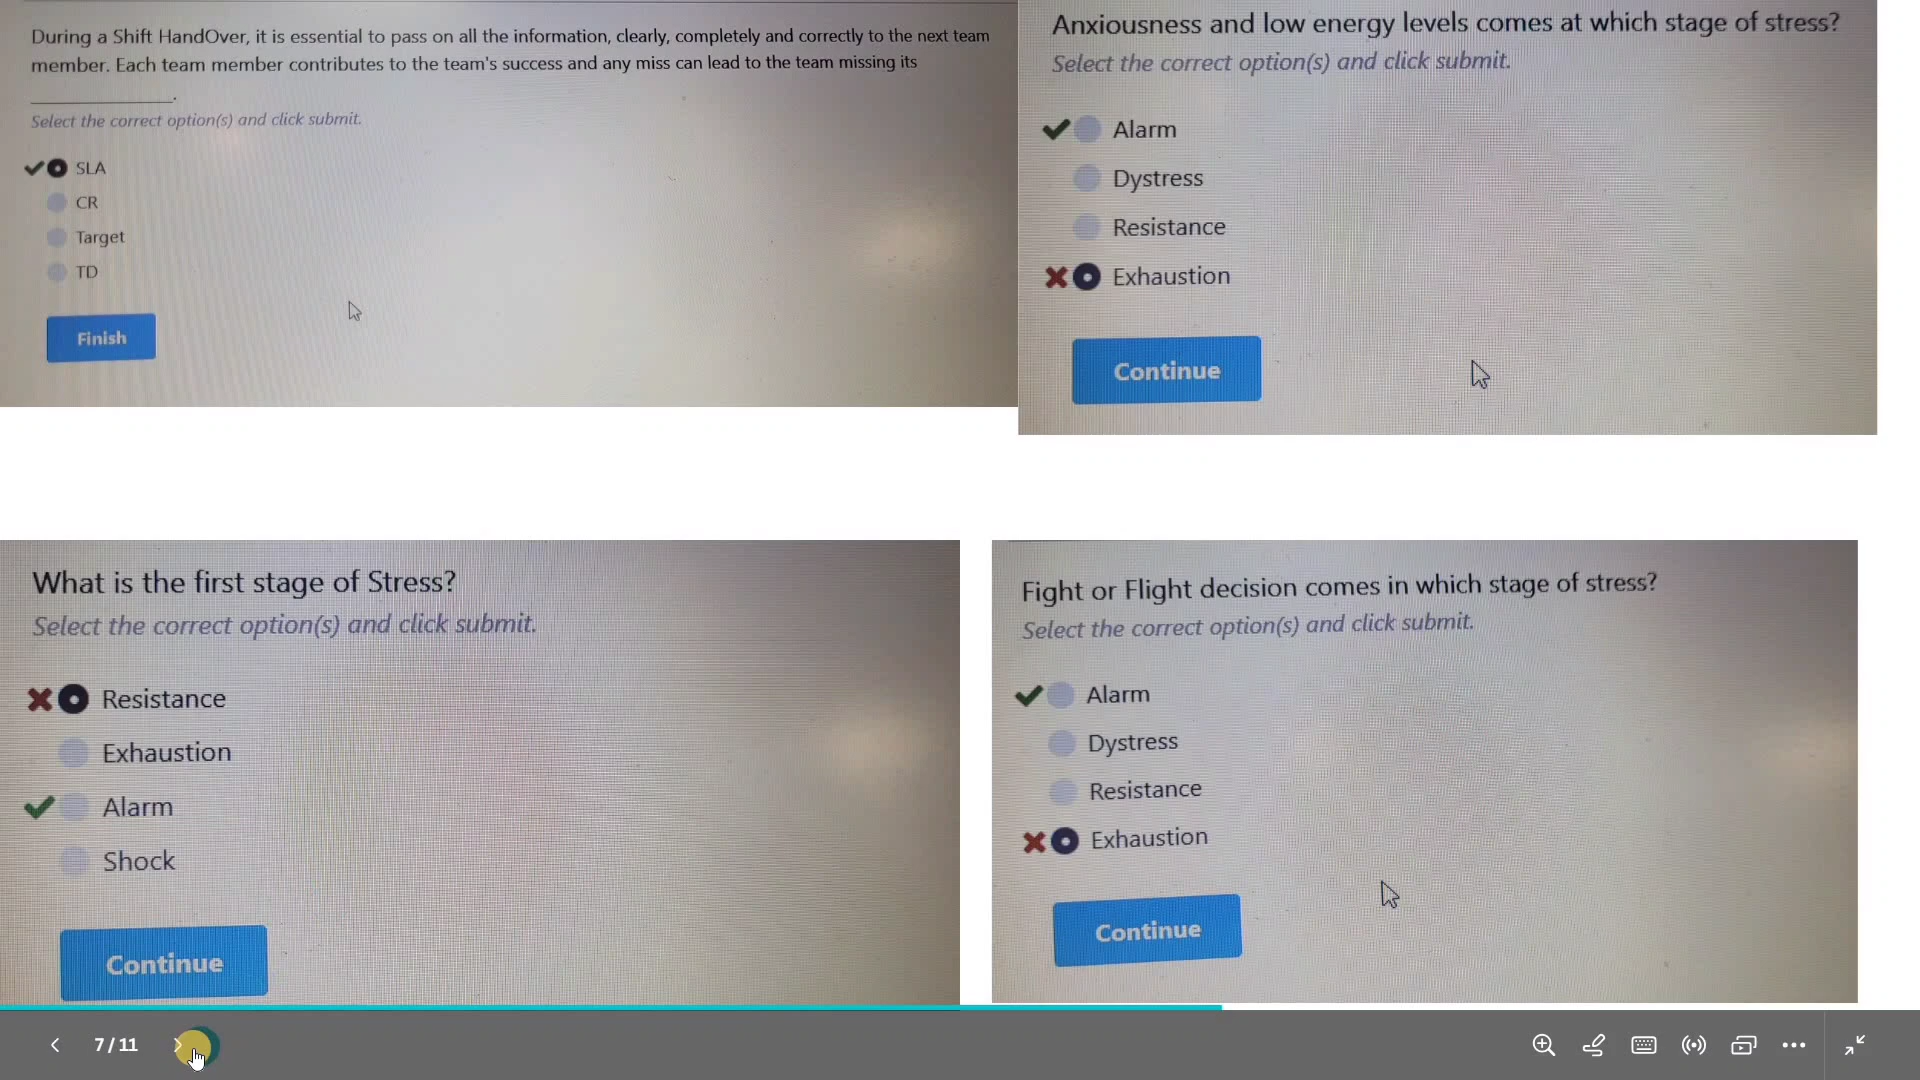 During a Shift HandOver, it is essential to pass on all the information, clearly, completely and correctly to the next team
member. Each team member contributes to the team's success and any miss can lead to the team missing its
_______________.
Select the correct option(s) and click submit.
SLA
CR
Target
TD
Finish
Anxiousness and low energy levels comes at which stage of stress?
Select the correct option(s) and click submit.
Alarm
Dystress
Resistance
Exhaustion
Continue
What is the first stage of Stress?
Select the correct option(s) and click submit.
Resistance
Exhaustion
Alarm
Shock
Continue
Fight or Flight decision comes in which stage of stress?
Select the correct option(s) and click submit.
Alarm
Dystress
Resistance
Exhaustion
Continue
7 / 11